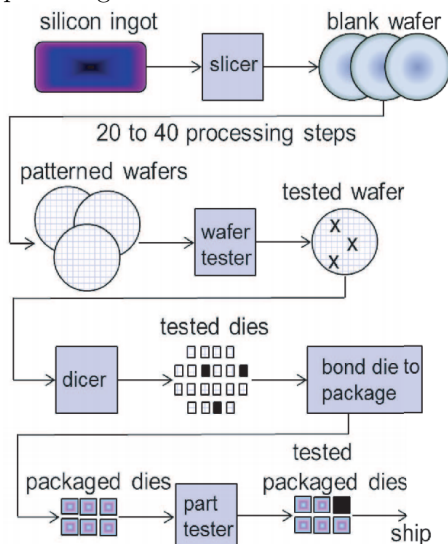 silicon ingot
blank wafer
slicer
20 to 40 processing steps
patterned wafers
tested wafer
wafer
tester
X
X
X
tested dies
dicer
bond die to
package
tested
packaged dies
packaged dies
part
tester
ship